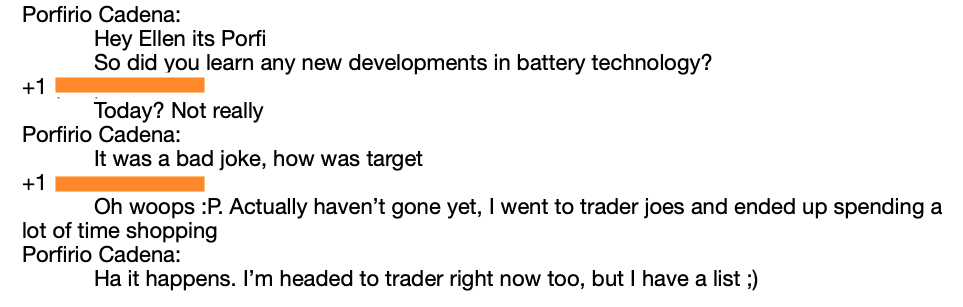 Porfirio Cadena:
Hey Ellen its Porfi
So did you learn any new developments in battery technology?
+1
Today? Not really
Porfirio Cadena:
It was a bad joke, how was target
+1
Oh woops :P. Actually haven’t gone yet, I went to trader joes and ended up spending a
lot of time shopping
Porfirio Cadena:
Ha it happens. I’m headed to trader right now too, but I have a list ;)